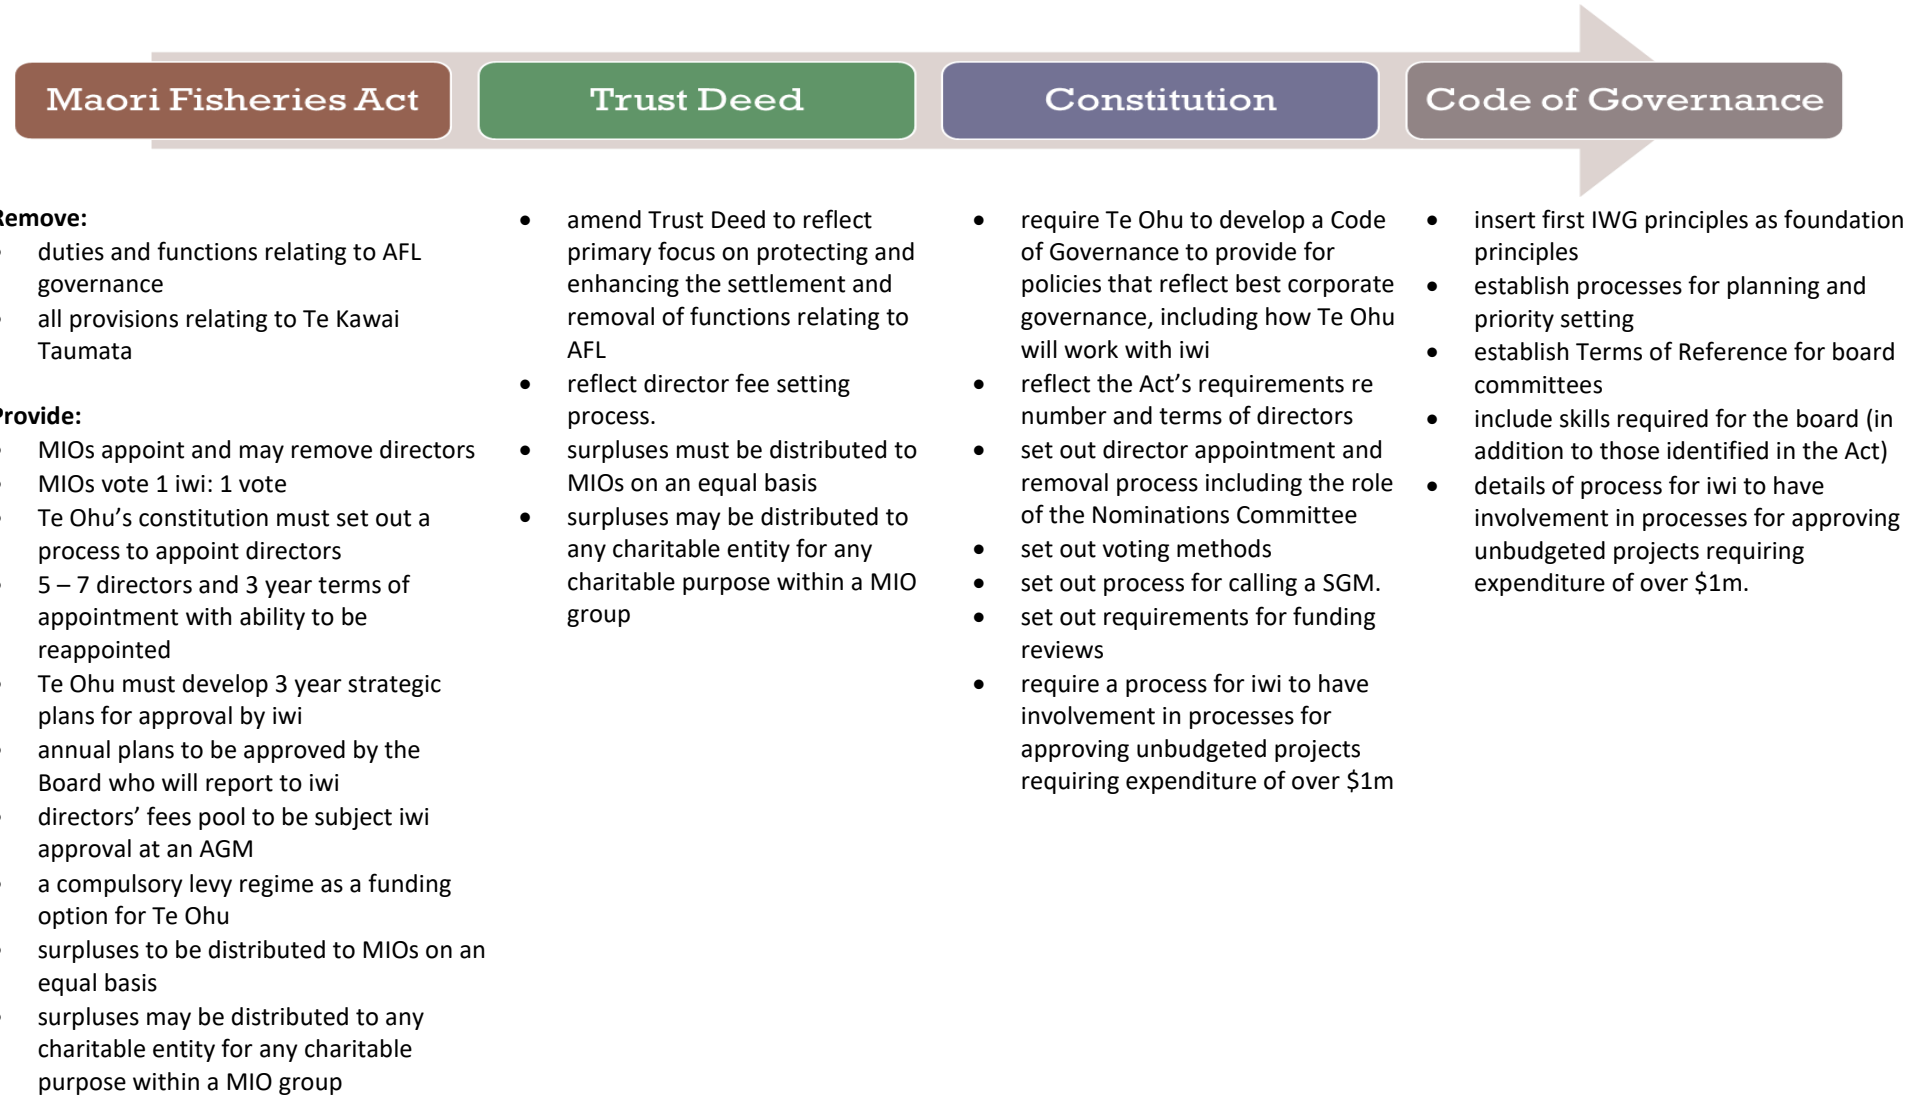 Maori Fisheries Act
Trust Deed
Constitution
Code of Governance
Remove:
• duties and functions relating to AFL
governance
• all provisions relating to Te Kawai
Taumata
Provide:
• MIOs appoint and may remove directors
• MIOs vote 1 iwi: 1 vote
• Te Ohu’s constitution must set out a
process to appoint directors
• 5 – 7 directors and 3 year terms of
appointment with ability to be
reappointed
• Te Ohu must develop 3 year strategic
plans for approval by iwi
• annual plans to be approved by the
Board who will report to iwi
• directors’ fees pool to be subject iwi
approval at an AGM
• a compulsory levy regime as a funding
option for Te Ohu
• surpluses to be distributed to MIOs on an
equal basis
• surpluses may be distributed to any
charitable entity for any charitable
purpose within a MIO group
• amend Trust Deed to reflect
primary focus on protecting and
enhancing the settlement and
removal of functions relating to
AFL
• reflect director fee setting
process.
• surpluses must be distributed to
MIOs on an equal basis
• surpluses may be distributed to
any charitable entity for any
charitable purpose within a MIO
group
• require Te Ohu to develop a Code
of Governance to provide for
policies that reflect best corporate
governance, including how Te Ohu
will work with iwi
• reflect the Act’s requirements re
number and terms of directors
• set out director appointment and
removal process including the role
of the Nominations Committee
• set out voting methods
• set out process for calling a SGM.
• set out requirements for funding
reviews
• require a process for iwi to have
involvement in processes for
approving unbudgeted projects
requiring expenditure of over $1m
• insert first IWG principles as foundation
principles
• establish processes for planning and
priority setting
• establish Terms of Reference for board
committees
• include skills required for the board (in
addition to those identified in the Act)
• details of process for iwi to have
involvement in processes for approving
unbudgeted projects requiring
expenditure of over $1m.